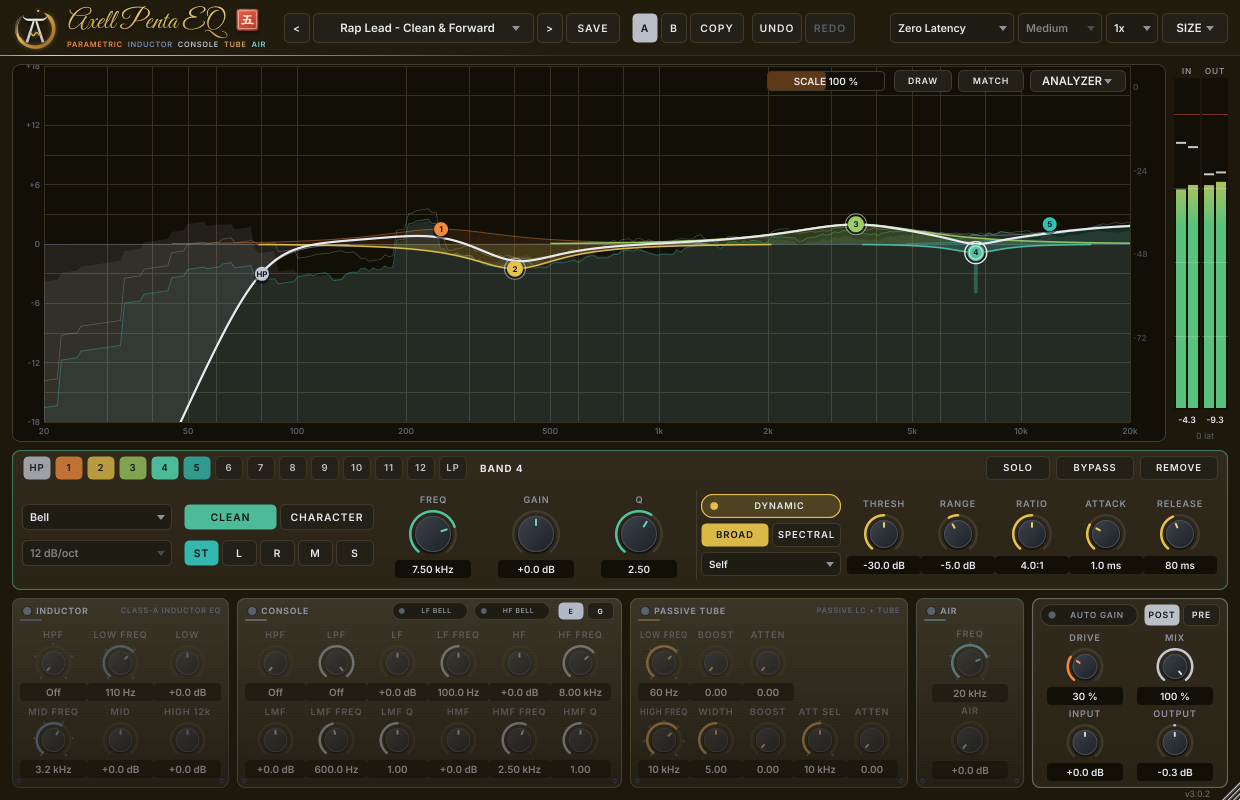 Axell Penta EQ 五
PARAMETRIC INDUCTOR CONSOLE TUBE AIR
< Rap Lead - Clean & Forward > SAVE A B COPY UNDO REDO Zero Latency Medium 1x SIZE
SCALE 100 % DRAW MATCH ANALYZER
IN OUT
+18
+12
+6
0
-6
-12
-18
0
-24
-48
-72
HP 1 2 3 4 5
20 50 100 200 500 1k 2k 5k 10k 20k
-4.3 -9.3
0 lat
HP 1 2 3 4 5 6 7 8 9 10 11 12 LP BAND 4 SOLO BYPASS REMOVE
Bell CLEAN CHARACTER
12 dB/oct ST L R M S
FREQ GAIN Q
7.50 kHz +0.0 dB 2.50
DYNAMIC
BROAD SPECTRAL
Self
THRESH RANGE RATIO ATTACK RELEASE
-30.0 dB -5.0 dB 4.0:1 1.0 ms 80 ms
INDUCTOR CLASS-A INDUCTOR EQ
HPF LOW FREQ LOW
Off 110 Hz +0.0 dB
MID FREQ MID HIGH 12k
3.2 kHz +0.0 dB +0.0 dB
CONSOLE LF BELL HF BELL E G
HPF LPF LF LF FREQ HF HF FREQ
Off Off +0.0 dB 100.0 Hz +0.0 dB 8.00 kHz
LMF LMF FREQ LMF Q HMF HMF FREQ HMF Q
+0.0 dB 600.0 Hz 1.00 +0.0 dB 2.50 kHz 1.00
PASSIVE TUBE PASSIVE LC + TUBE
LOW FREQ BOOST ATTEN
60 Hz 0.00 0.00
HIGH FREQ WIDTH BOOST ATT SEL ATTEN
10 kHz 5.00 0.00 10 kHz 0.00
AIR
FREQ
20 kHz
AIR
+0.0 dB
AUTO GAIN POST PRE
DRIVE MIX
30 % 100 %
INPUT OUTPUT
+0.0 dB -0.3 dB
v3.0.2